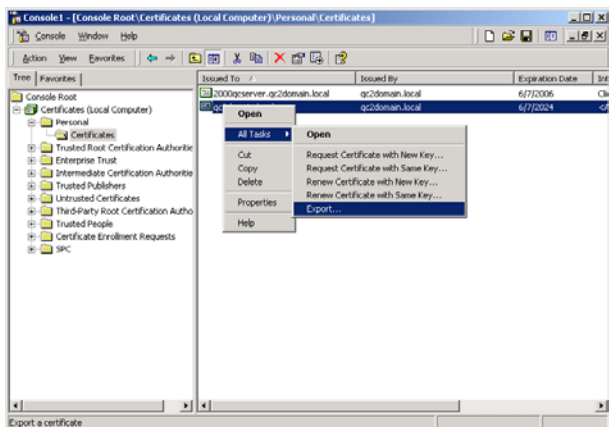 Console1 - [Console Root\Certificates (Local Computer)\Personal\Certificates]
Console Window Help
Action View Favorites
Tree Favorites
Issued To Issued By Expiration Date Int
Console Root
Certificates (Local Computer)
Personal
Certificates
Trusted Root Certification Authoritie
Enterprise Trust
Intermediate Certification Authoritie
Trusted Publishers
Untrusted Certificates
Third-Party Root Certification Autho
Trusted People
Certificate Enrollment Requests
SPC
2000qcserver.qc2domain.local qc2domain.local 6/7/2006 Clie
qc2domain.local 6/7/2024
Open
All Tasks
Cut
Copy
Delete
Properties
Help
Open
Request Certificate with New Key...
Request Certificate with Same Key...
Renew Certificate with New Key...
Renew Certificate with Same Key...
Export...
Export a certificate